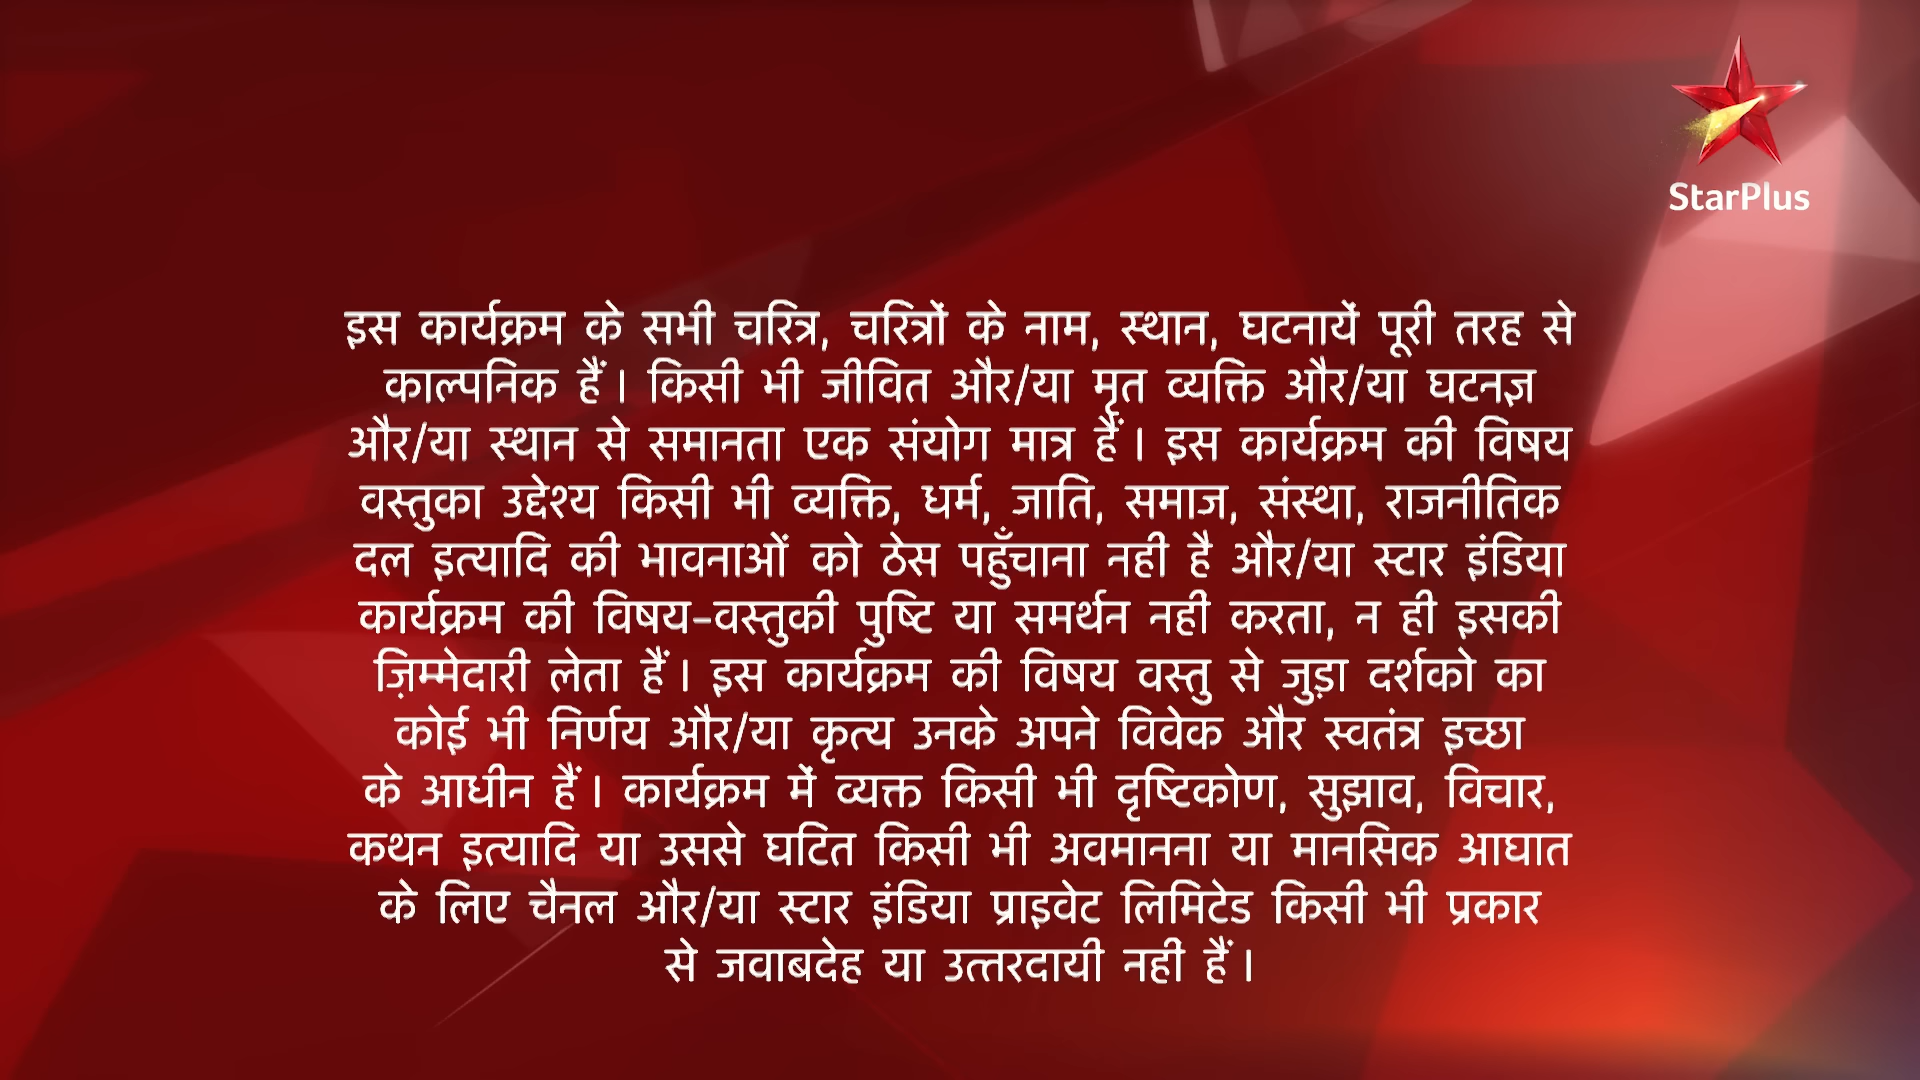 StarPlus
इस कार्यक्रम के सभी चरित्र, चरित्रों के नाम, स्थान, घटनायें पूरी तरह से
काल्पनिक हैं। किसी भी जीवित और/या मृत व्यक्ति और/या घटनज्ञ
और/या स्थान से समानता एक संयोग मात्र हैं। इस कार्यक्रम की विषय
वस्तुका उद्देश्य किसी भी व्यक्ति, धर्म, जाति, समाज, संस्था, राजनीतिक
दल इत्यादि की भावनाओं को ठेस पहुँचाना नही है और/या स्टार इंडिया
कार्यक्रम की विषय-वस्तुकी पुष्टि या समर्थन नही करता, न ही इसकी
ज़िम्मेदारी लेता हैं। इस कार्यक्रम की विषय वस्तु से जुड़ा दर्शको का
कोई भी निर्णय और/या कृत्य उनके अपने विवेक और स्वतंत्र इच्छा
के आधीन हैं। कार्यक्रम में व्यक्त किसी भी दृष्टिकोण, सुझाव, विचार,
कथन इत्यादि या उससे घटित किसी भी अवमानना या मानसिक आघात
के लिए चैनल और/या स्टार इंडिया प्राइवेट लिमिटेड किसी भी प्रकार
से जवाबदेह या उत्तरदायी नही हैं।